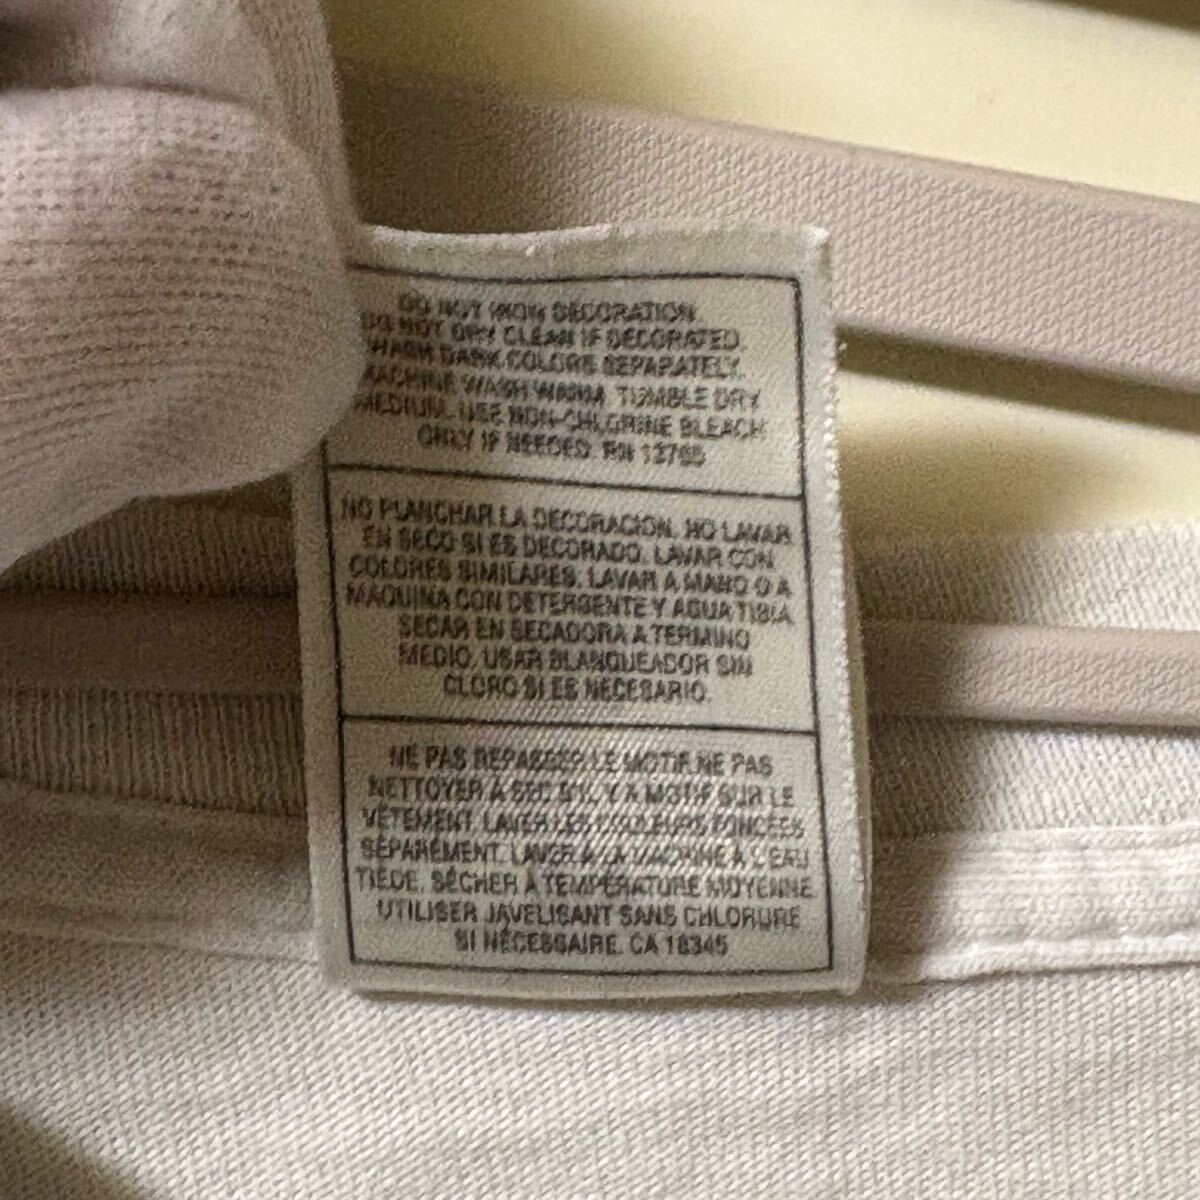 DO NOT IRON DECORATION.
DO NOT DRY CLEAN IF DECORATED.
WASH DARK COLORS SEPARATELY.
MACHINE WASH WARM. TUMBLE DRY
MEDIUM. USE NON-CHLORINE BLEACH
ONLY IF NEEDED. RN 13765
NO PLANCHAR LA DECORACION. NO LAVAR
EN SECO SI ES DECORADO. LAVAR CON
COLORES SIMILARES. LAVAR A MANO O A
MAQUINA CON DETERGENTE Y AGUA TIBIA
SECAR EN SECADORA A TERMINO
MEDIO. USAR BLANQUEADOR SIN
CLORO SI ES NECESARIO.
NE PAS REPASSER LE MOTIF. NE PAS
NETTOYER À SEC S'IL Y A MOTIF SUR LE
VÊTEMENT. LAVER LES COULEURS FONCÉES
SÉPARÉMENT. LAVER À LA MACHINE À L'EAU
TIÈDE. SÉCHER À TEMPÉRATURE MOYENNE.
UTILISER JAVELISANT SANS CHLORURE
SI NÉCESSAIRE. CA 18345